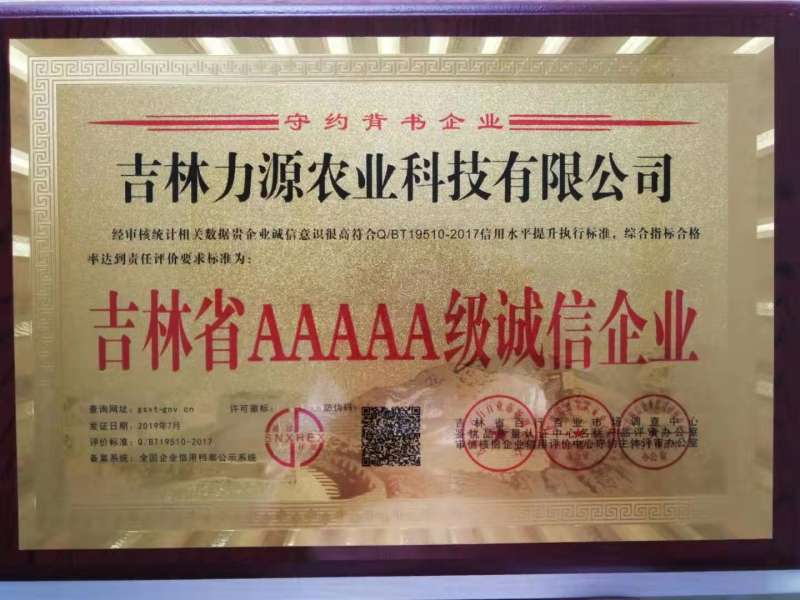 守约背书企业
吉林力源农业科技有限公司
经审核统计相关数据贵企业诚信意识很高符合Q/BT19510-2017信用水平提升执行标准,综合指标合格
率达到责任评价要求标准为:
吉林省AAAAA级诚信企业
查询网址:gsxt-gov cn
许可徽标:
防伪码:
发证日期:2019年7月
评价标准:Q/BT19510-2017
备案系统:全国企业信用档案公示系统
SNXHEX